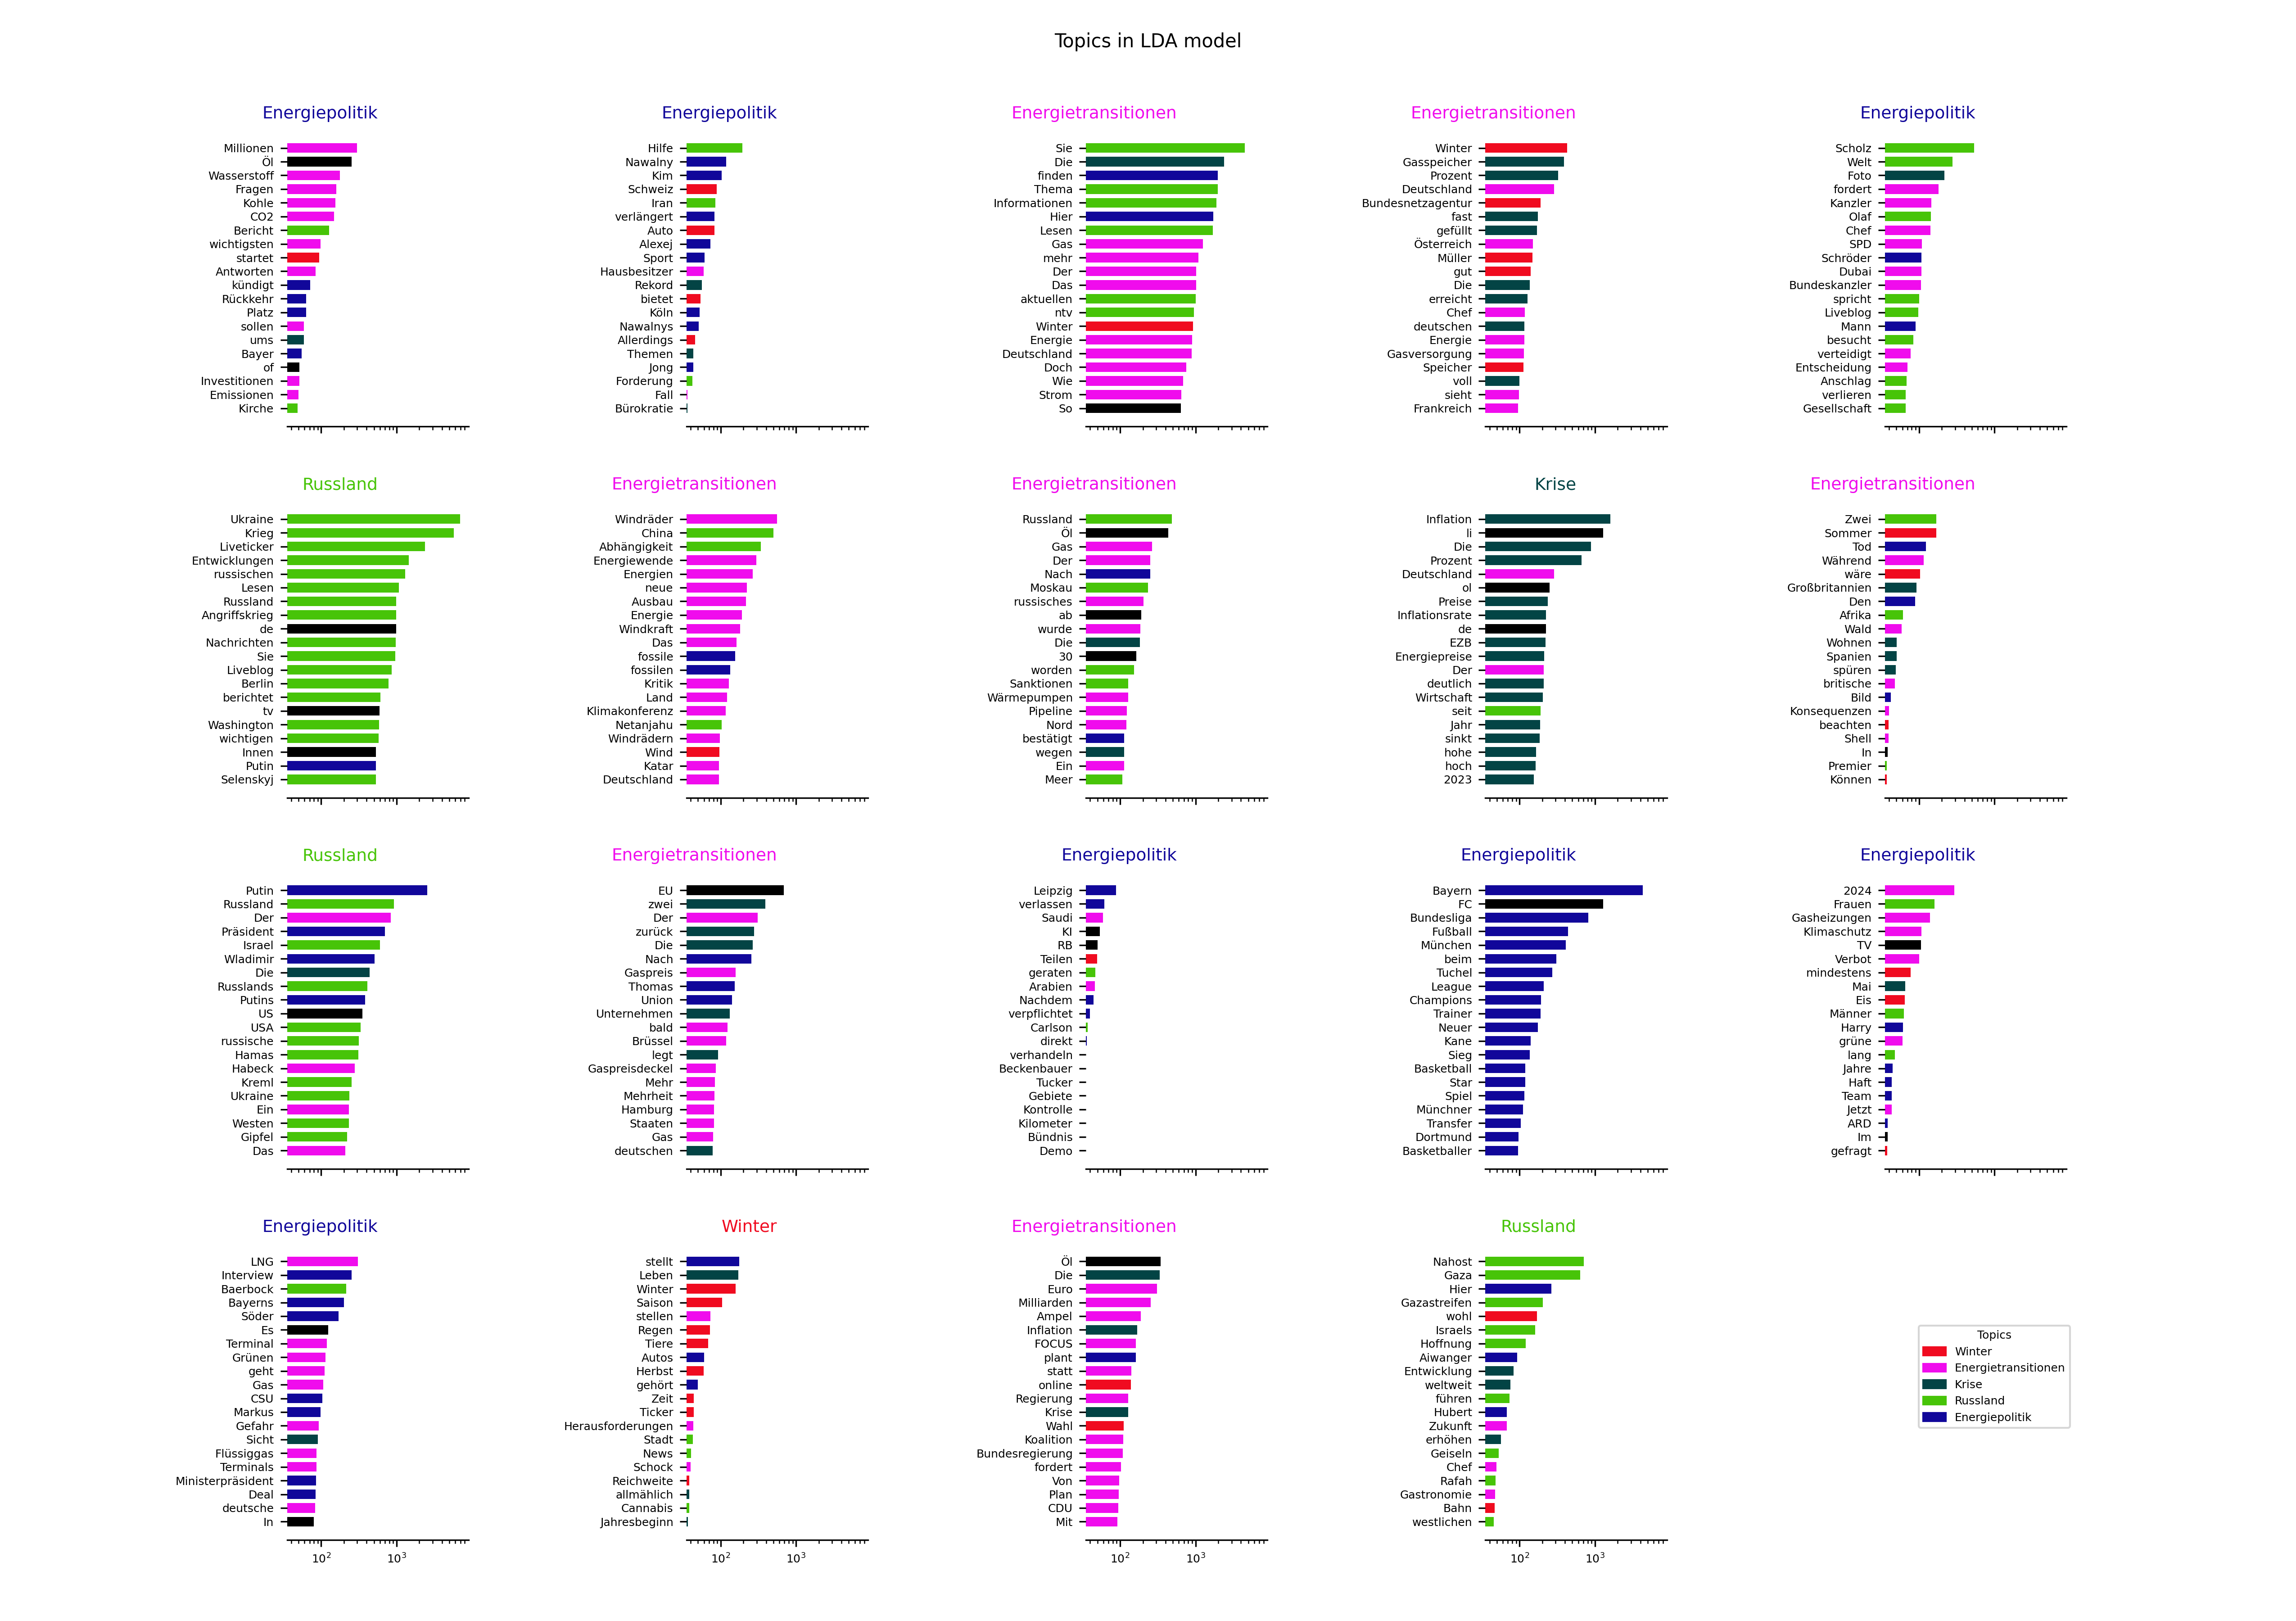 Topics in LDA model
Energiepolitik
Millionen
Öl
Wasserstoff
Fragen
Kohle
CO2
Bericht
wichtigsten
startet
Antworten
kündigt
Rückkehr
Platz
sollen
ums
Bayer
of
Investitionen
Emissionen
Kirche
Energiepolitik
Hilfe
Nawalny
Kim
Schweiz
Iran
verlängert
Auto
Alexej
Sport
Hausbesitzer
Rekord
bietet
Köln
Nawalnys
Allerdings
Themen
Jong
Forderung
Fall
Bürokratie
Energietransitionen
Sie
Die
finden
Thema
Informationen
Hier
Lesen
Gas
mehr
Der
Das
aktuellen
ntv
Winter
Energie
Deutschland
Doch
Wie
Strom
So
Energietransitionen
Winter
Gasspeicher
Prozent
Deutschland
Bundesnetzagentur
fast
gefüllt
Österreich
Müller
gut
Die
erreicht
Chef
deutschen
Energie
Gasversorgung
Speicher
voll
sieht
Frankreich
Energiepolitik
Scholz
Welt
Foto
fordert
Kanzler
Olaf
Chef
SPD
Schröder
Dubai
Bundeskanzler
spricht
Liveblog
Mann
besucht
verteidigt
Entscheidung
Anschlag
verlieren
Gesellschaft
Russland
Ukraine
Krieg
Liveticker
Entwicklungen
russischen
Lesen
Russland
Angriffskrieg
de
Nachrichten
Sie
Liveblog
Berlin
berichtet
tv
Washington
wichtigen
Innen
Putin
Selenskyj
Energietransitionen
Windräder
China
Abhängigkeit
Energiewende
Energien
neue
Ausbau
Energie
Windkraft
Das
fossile
fossilen
Kritik
Land
Klimakonferenz
Netanjahu
Windrädern
Wind
Katar
Deutschland
Energietransitionen
Russland
Öl
Gas
Der
Nach
Moskau
russisches
ab
wurde
Die
30
worden
Sanktionen
Wärmepumpen
Pipeline
Nord
bestätigt
wegen
Ein
Meer
Krise
Inflation
li
Die
Prozent
Deutschland
ol
Preise
Inflationsrate
de
EZB
Energiepreise
Der
deutlich
Wirtschaft
seit
Jahr
sinkt
hohe
hoch
2023
Energietransitionen
Zwei
Sommer
Tod
Während
wäre
Großbritannien
Den
Afrika
Wald
Wohnen
Spanien
spüren
britische
Bild
Konsequenzen
beachten
Shell
In
Premier
Können
Russland
Putin
Russland
Der
Präsident
Israel
Wladimir
Die
Russlands
Putins
US
USA
russische
Hamas
Habeck
Kreml
Ukraine
Ein
Westen
Gipfel
Das
Energietransitionen
EU
zwei
Der
zurück
Die
Nach
Gaspreis
Thomas
Union
Unternehmen
bald
Brüssel
legt
Gaspreisdeckel
Mehr
Mehrheit
Hamburg
Staaten
Gas
deutschen
Energiepolitik
Leipzig
verlassen
Saudi
KI
RB
Teilen
geraten
Arabien
Nachdem
verpflichtet
Carlson
direkt
verhandeln
Beckenbauer
Tucker
Gebiete
Kontrolle
Kilometer
Bündnis
Demo
Energiepolitik
Bayern
FC
Bundesliga
Fußball
München
beim
Tuchel
League
Champions
Trainer
Neuer
Kane
Sieg
Basketball
Star
Spiel
Münchner
Transfer
Dortmund
Basketballer
Energiepolitik
2024
Frauen
Gasheizungen
Klimaschutz
TV
Verbot
mindestens
Mai
Eis
Männer
Harry
grüne
lang
Jahre
Haft
Team
Jetzt
ARD
Im
gefragt
Energiepolitik
LNG
Interview
Baerbock
Bayerns
Söder
Es
Terminal
Grünen
geht
Gas
CSU
Markus
Gefahr
Sicht
Flüssiggas
Terminals
Ministerpräsident
Deal
deutsche
In
10² 10³
Winter
stellt
Leben
Winter
Saison
stellen
Regen
Tiere
Autos
Herbst
gehört
Zeit
Ticker
Herausforderungen
Stadt
News
Schock
Reichweite
allmählich
Cannabis
Jahresbeginn
10² 10³
Energietransitionen
Öl
Die
Euro
Milliarden
Ampel
Inflation
FOCUS
plant
statt
online
Regierung
Krise
Wahl
Koalition
Bundesregierung
fordert
Von
Plan
CDU
Mit
10² 10³
Russland
Nahost
Gaza
Hier
Gazastreifen
wohl
Israels
Hoffnung
Aiwanger
Entwicklung
weltweit
führen
Hubert
Zukunft
erhöhen
Geiseln
Chef
Rafah
Gastronomie
Bahn
westlichen
10² 10³
Topics
Winter
Energietransitionen
Krise
Russland
Energiepolitik